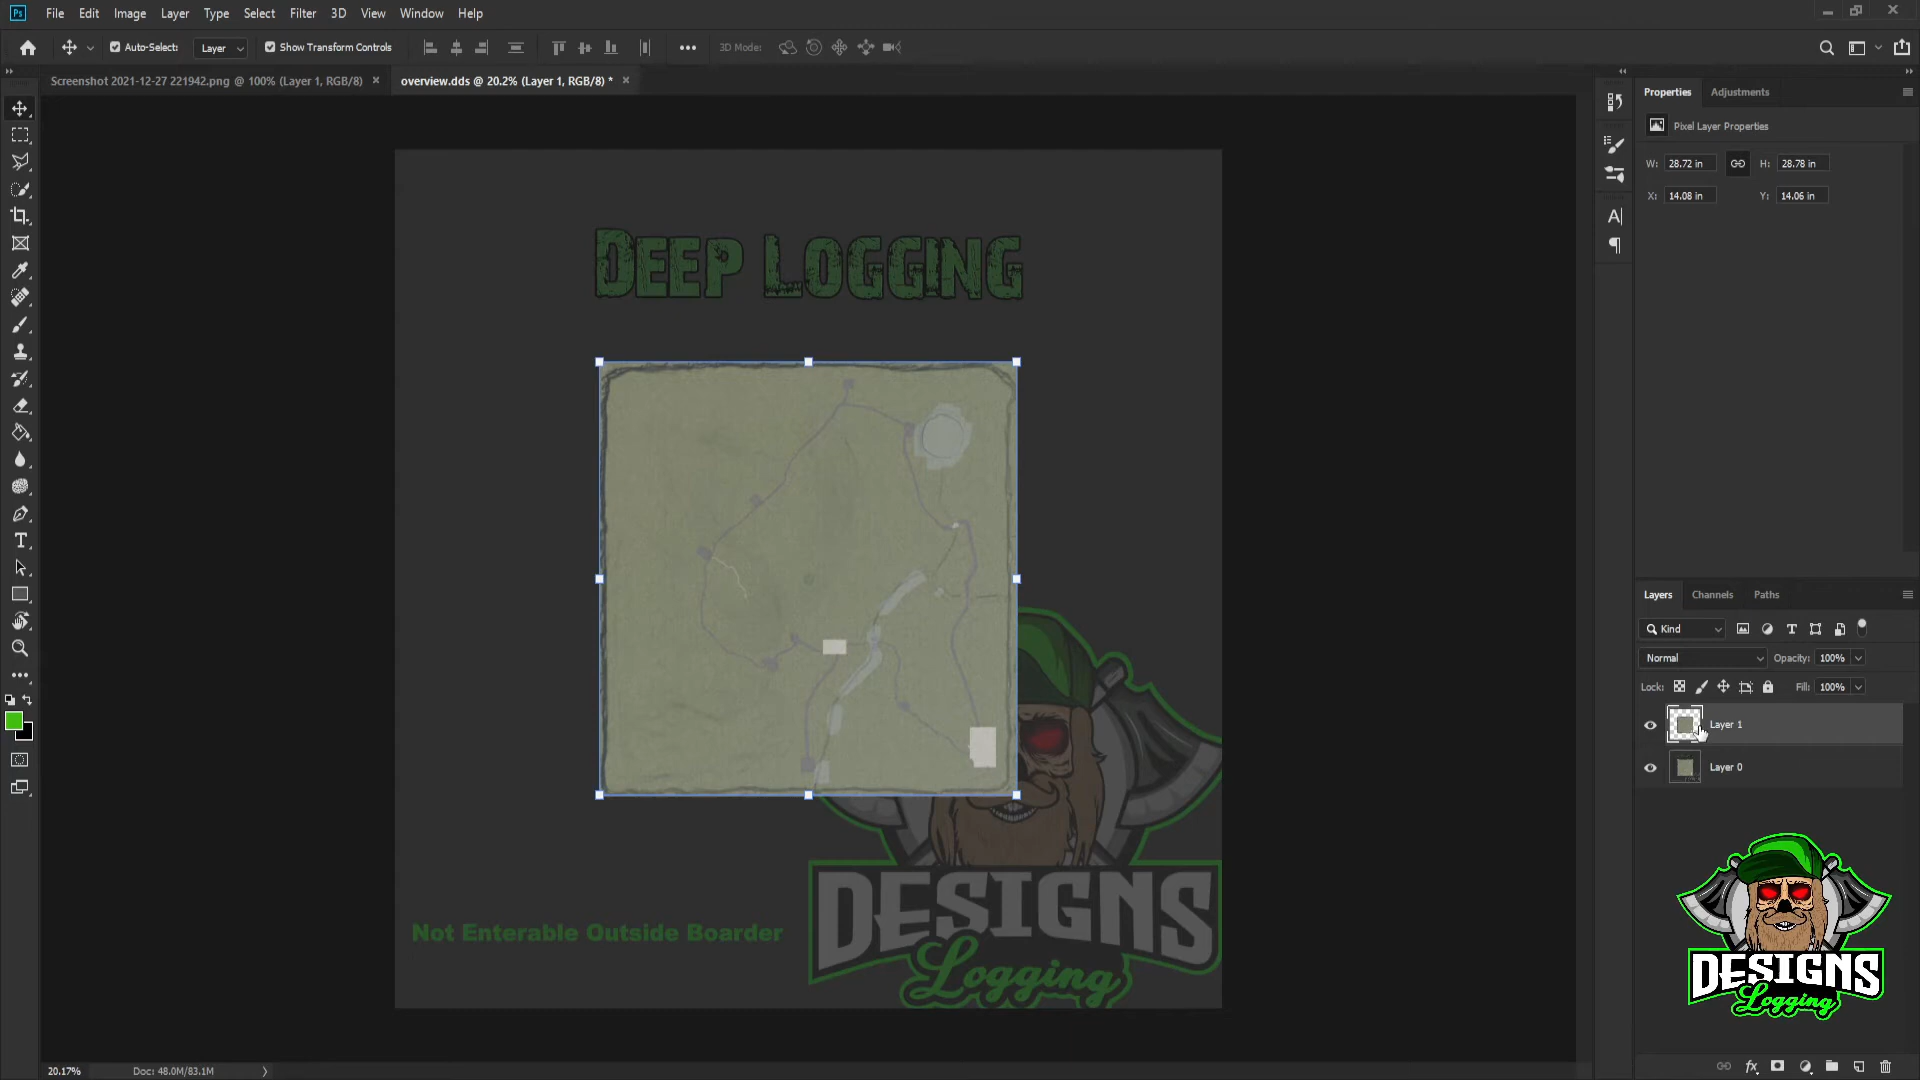 Ps File Edit Image Layer Type Select Filter 3D View Window Help
Auto-Select: Layer Show Transform Controls 3D Mode:
Screenshot 2021-12-27 221942.png @ 100% (Layer 1, RGB/8) × overview.dds @ 20.2% (Layer 1, RGB/8) * ×
Properties Adjustments
Pixel Layer Properties
W: 28.72 in H: 28.78 in
X: 14.08 in Y: 14.06 in
Deep Logging
Layers Channels Paths
Kind
Normal Opacity: 100%
Lock: Fill: 100%
Layer 1
Layer 0
Not Enterable Outside Boarder
DESIGNS
Logging
DESIGNS
Logging
20.17% Doc: 48.0M/83.1M